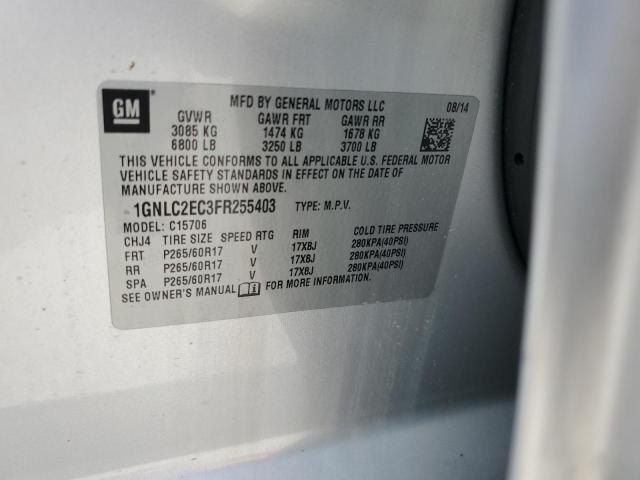 GM
MFD BY GENERAL MOTORS LLC 08/14
GVWR GAWR FRT GAWR RR
3085 KG 1474 KG 1678 KG
6800 LB 3250 LB 3700 LB
THIS VEHICLE CONFORMS TO ALL APPLICABLE U.S. FEDERAL MOTOR
VEHICLE SAFETY STANDARDS IN EFFECT ON THE DATE OF
MANUFACTURE SHOWN ABOVE.
1GNLC2EC3FR255403 TYPE: M.P.V.
MODEL: C15706
CHJ4 TIRE SIZE SPEED RTG RIM COLD TIRE PRESSURE
FRT P265/60R17 V 17X8J 280KPA(40PSI)
RR P265/60R17 V 17X8J 280KPA(40PSI)
SPA P265/60R17 V 17X8J 280KPA(40PSI)
SEE OWNER'S MANUAL FOR MORE INFORMATION.